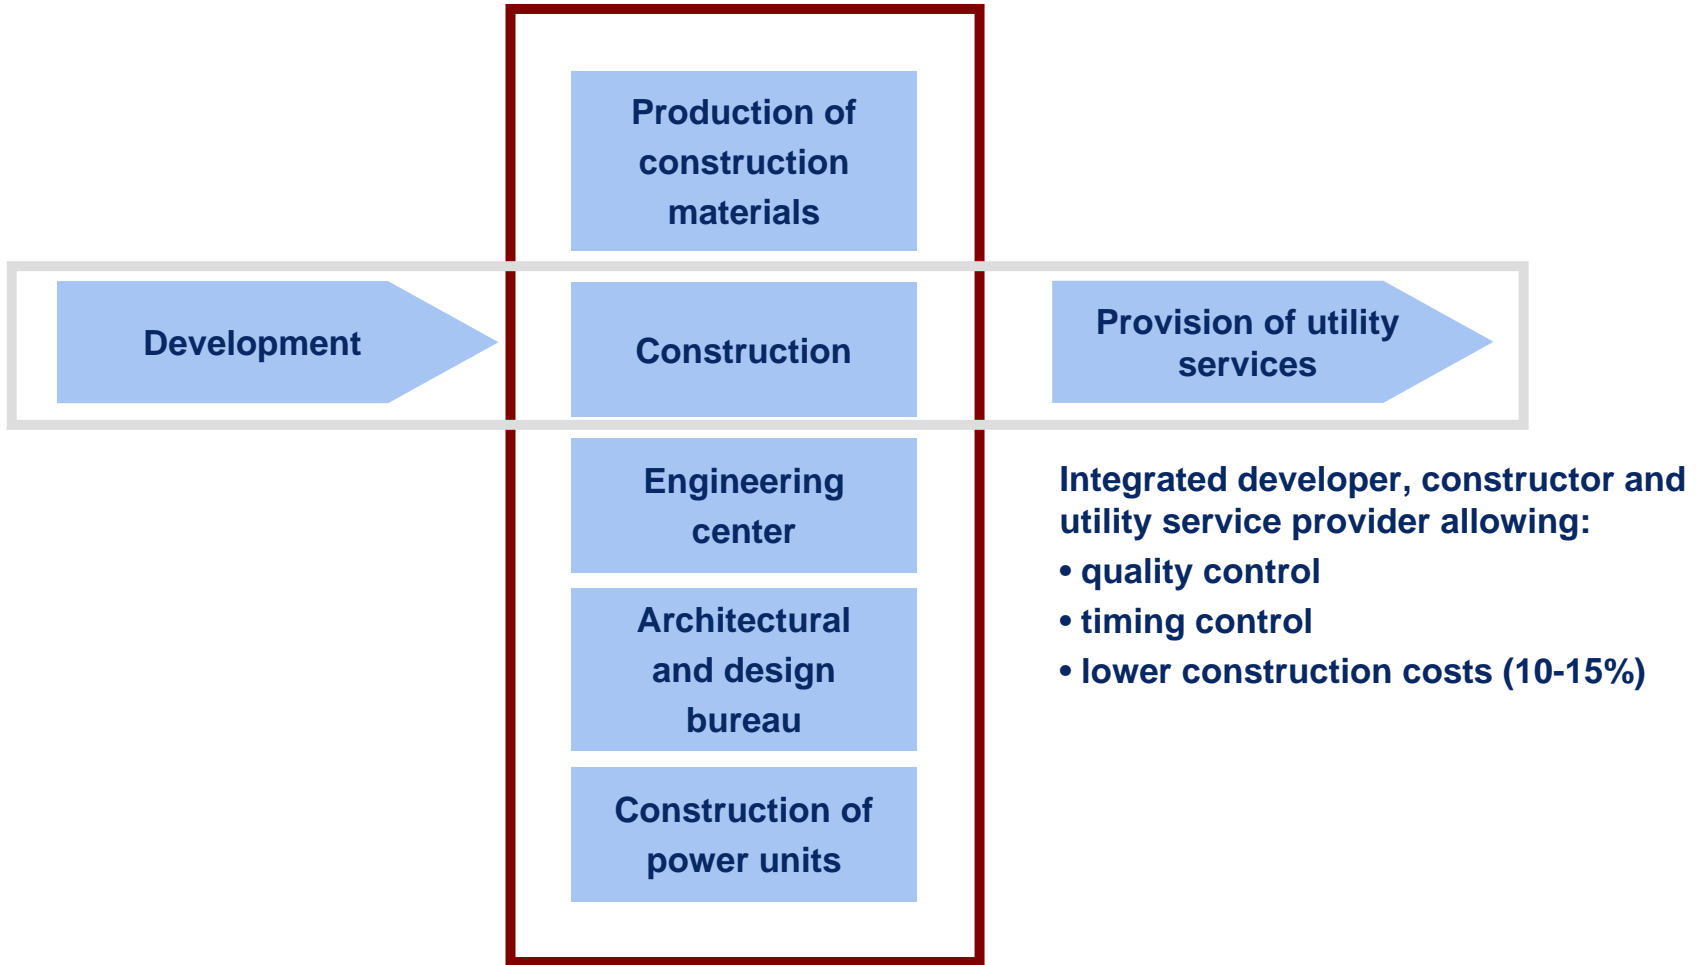 Production of
construction
materials
Development
Construction
Provision of utility
services
Engineering
center
Architectural
and design
bureau
Construction of
power units
Integrated developer, constructor and
utility service provider allowing:
• quality control
• timing control
• lower construction costs (10-15%)